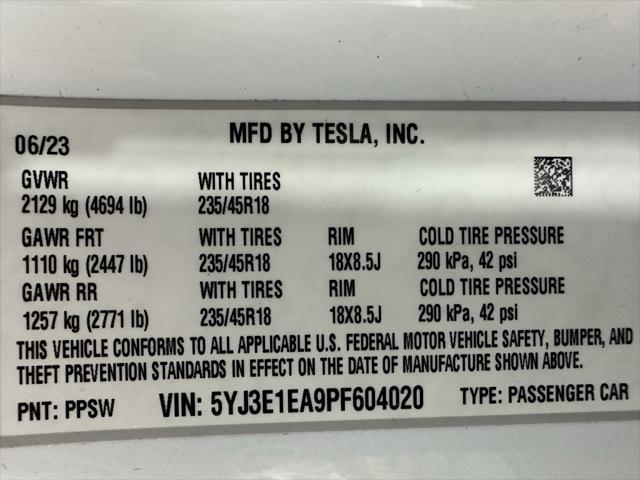 06/23 MFD BY TESLA, INC.
GVWR WITH TIRES
2129 kg (4694 lb) 235/45R18
GAWR FRT WITH TIRES RIM COLD TIRE PRESSURE
1110 kg (2447 lb) 235/45R18 18X8.5J 290 kPa, 42 psi
GAWR RR WITH TIRES RIM COLD TIRE PRESSURE
1257 kg (2771 lb) 235/45R18 18X8.5J 290 kPa, 42 psi
THIS VEHICLE CONFORMS TO ALL APPLICABLE U.S. FEDERAL MOTOR VEHICLE SAFETY, BUMPER, AND
THEFT PREVENTION STANDARDS IN EFFECT ON THE DATE OF MANUFACTURE SHOWN ABOVE.
PNT: PPSW VIN: 5YJ3E1EA9PF604020 TYPE: PASSENGER CAR